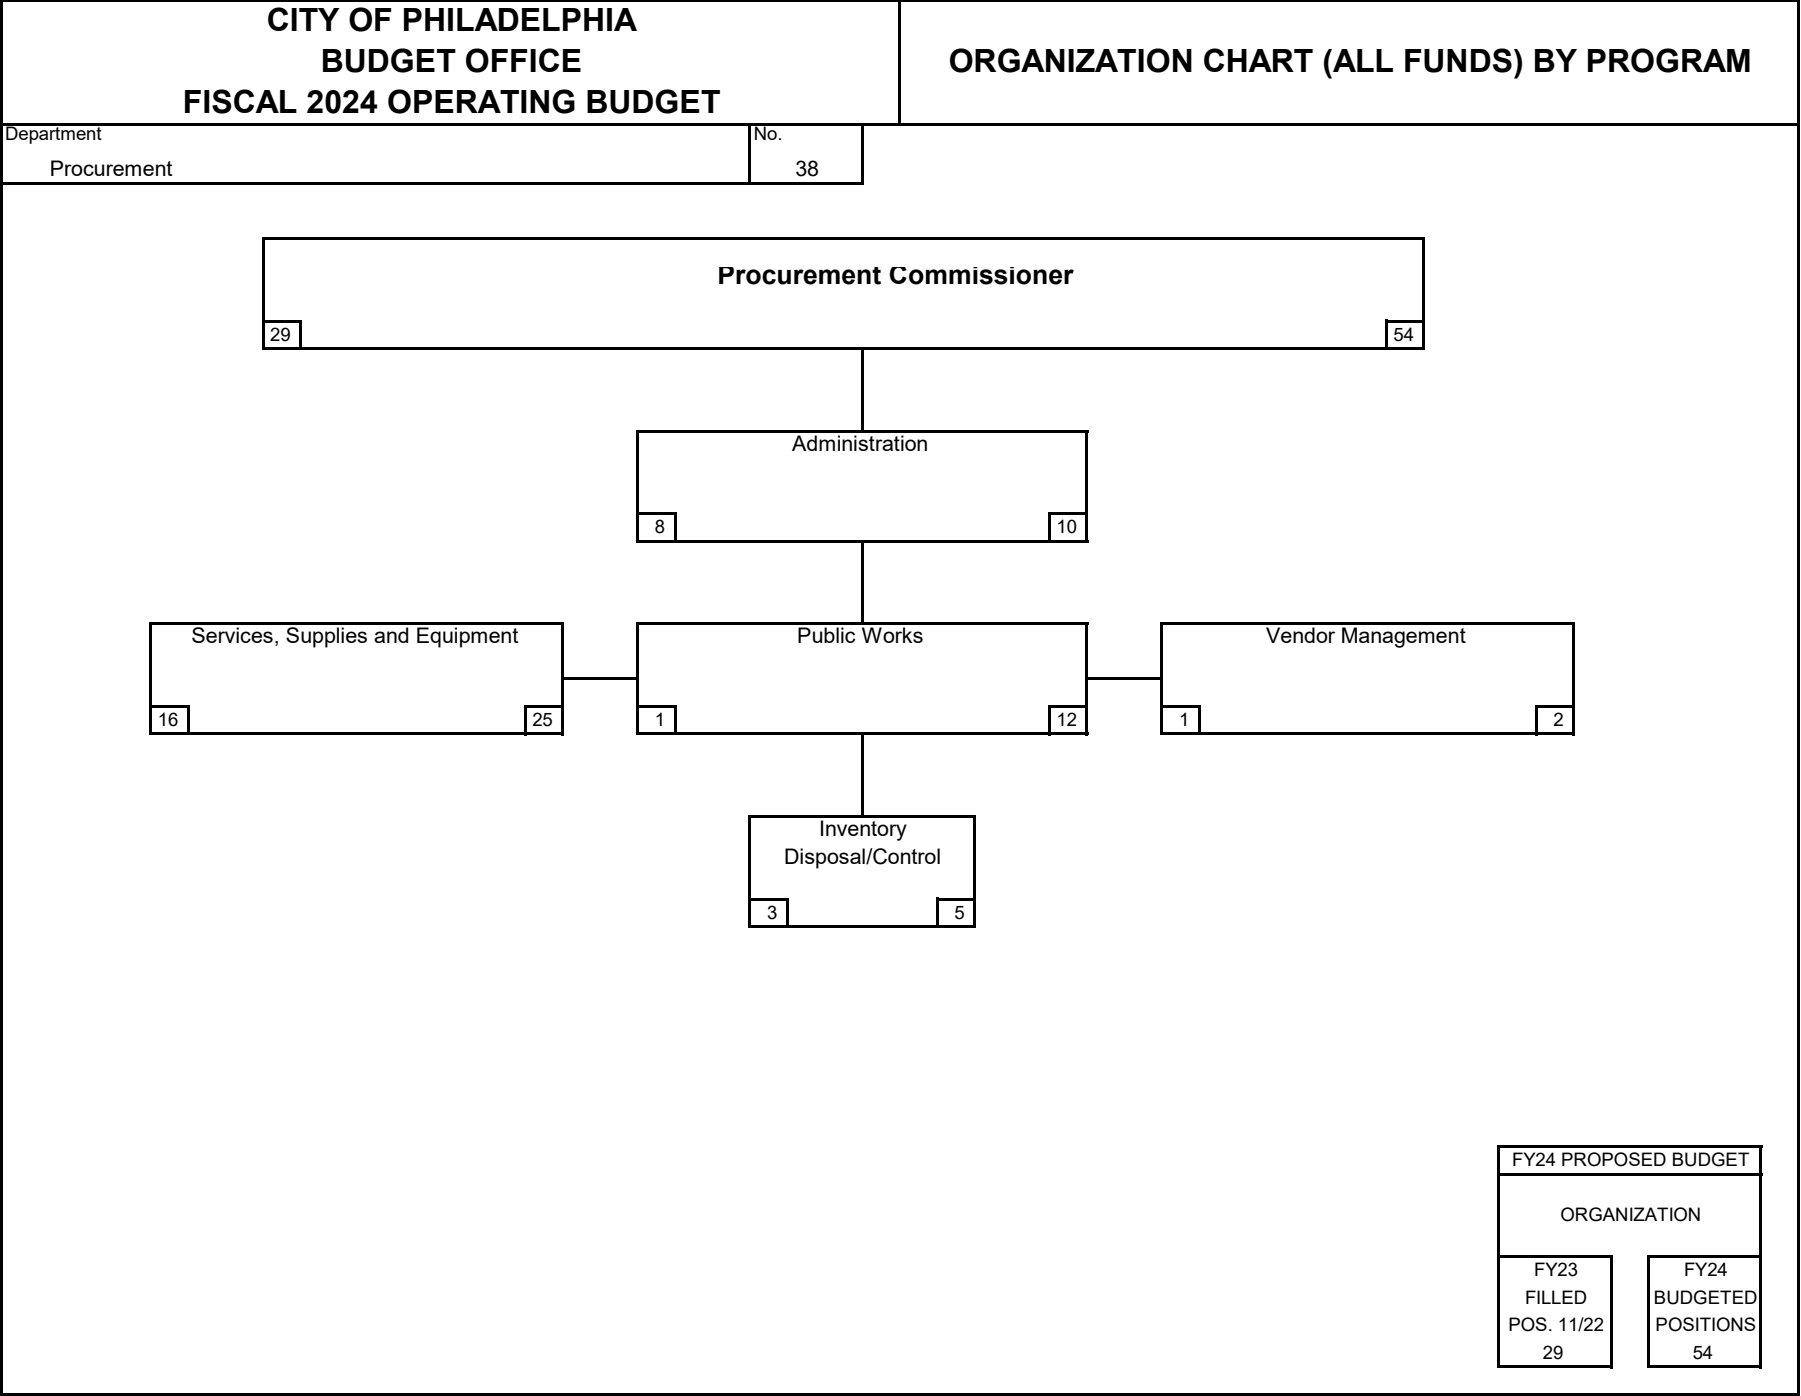 CITY OF PHILADELPHIA
BUDGET OFFICE
FISCAL 2024 OPERATING BUDGET
ORGANIZATION CHART (ALL FUNDS) BY PROGRAM
Department
No.
Procurement
38
Procurement Commissioner
29
54
Administration
8
10
Services, Supplies and Equipment
16
25
Public Works
1
12
Vendor Management
1
2
Inventory
Disposal/Control
3
5
FY24 PROPOSED BUDGET
ORGANIZATION
FY23
FILLED
POS. 11/22
29
FY24
BUDGETED
POSITIONS
54